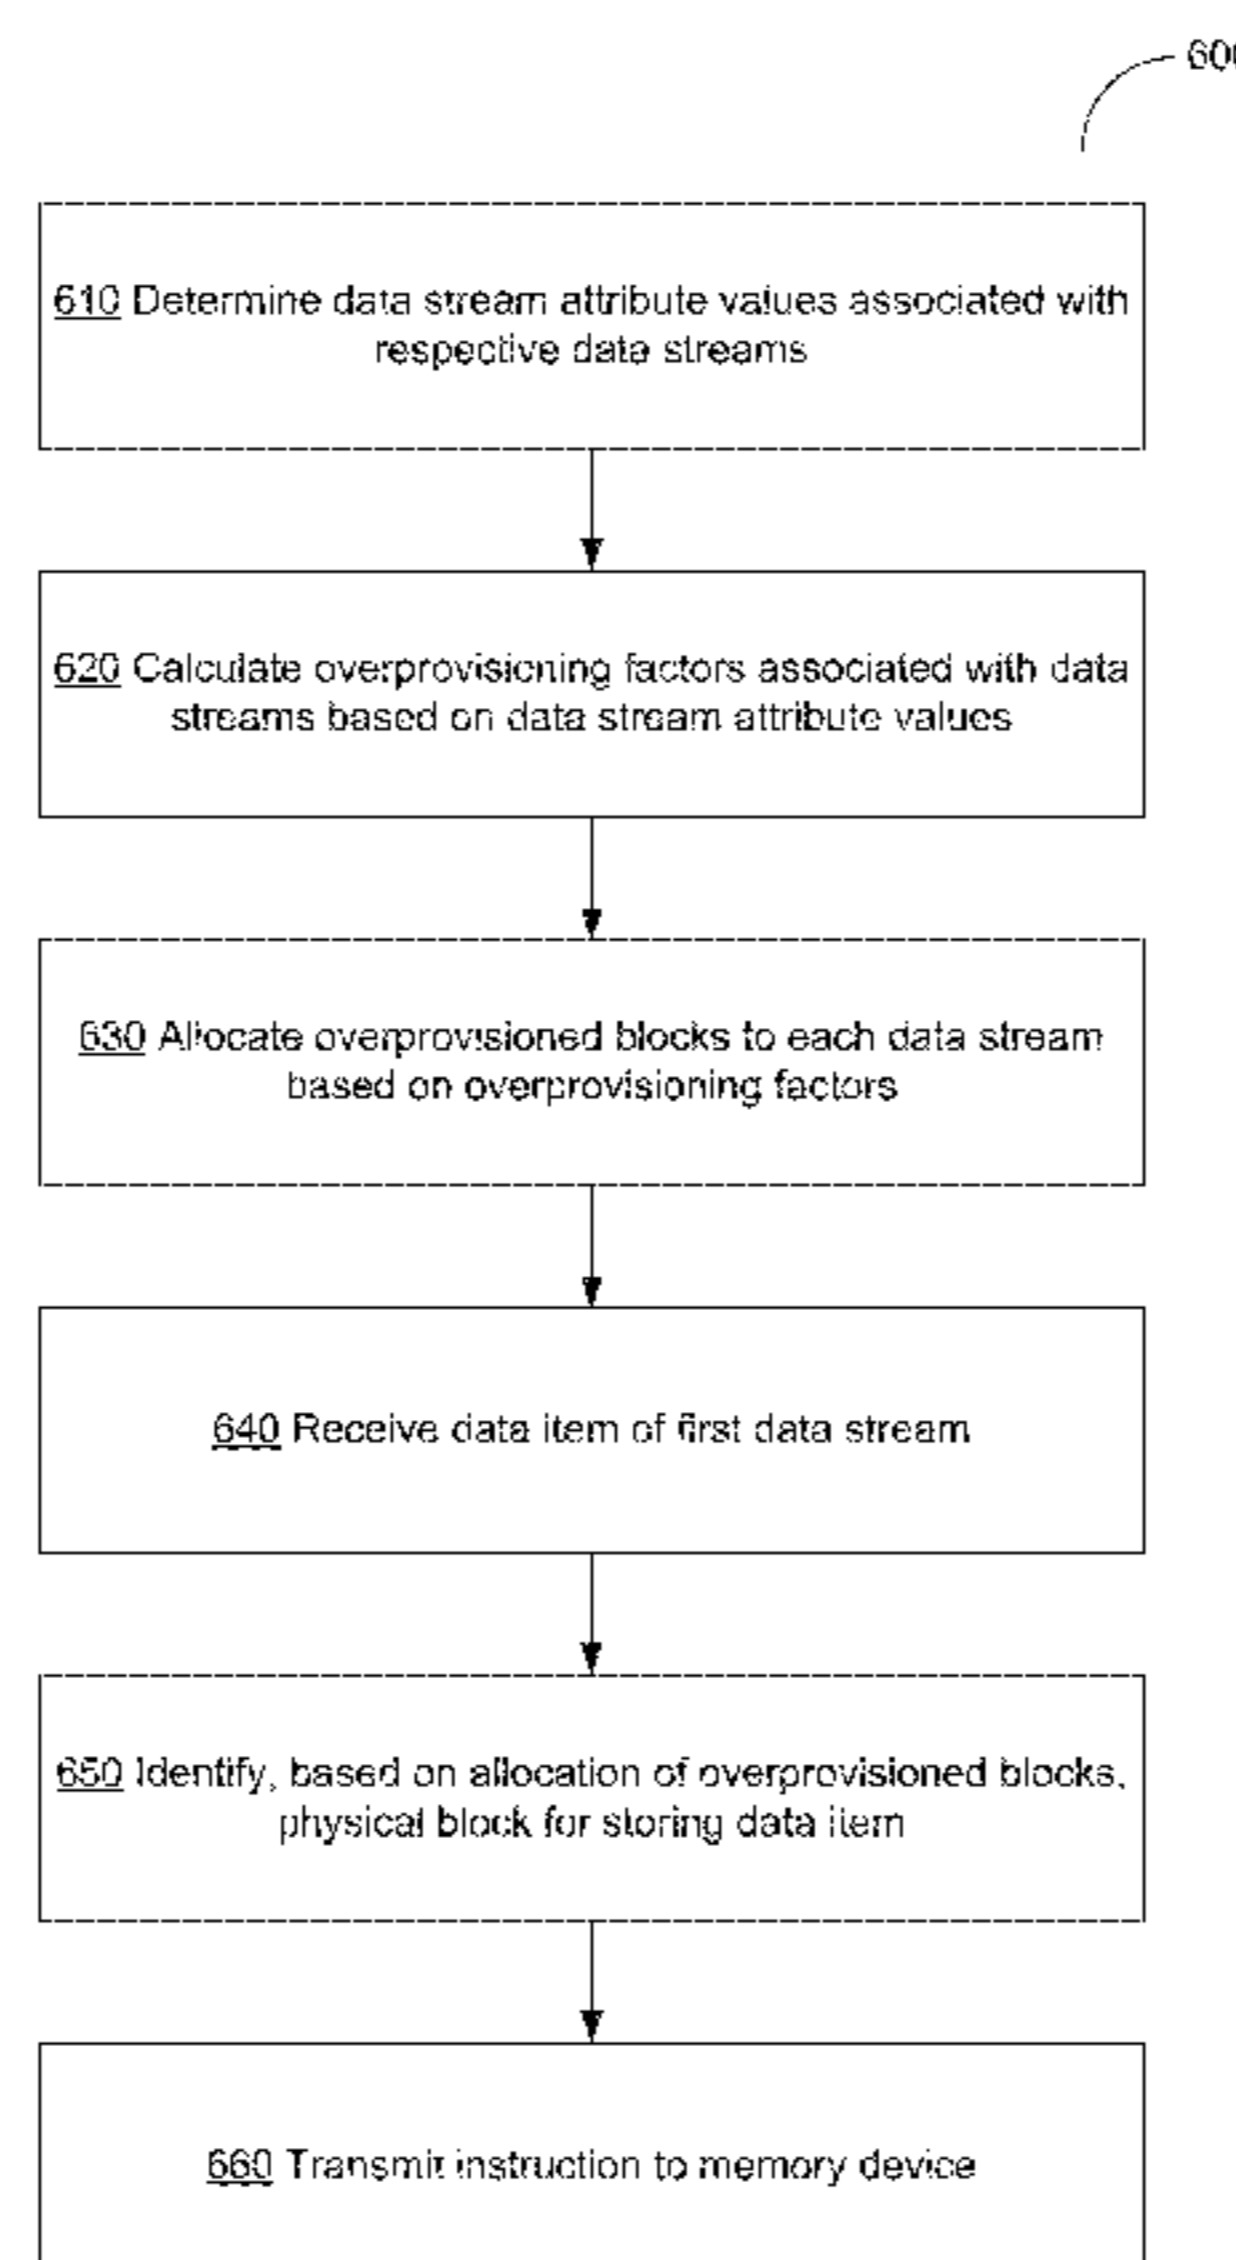 610 Determine data stream attribute values associated with
respective data streams
620 Calculate overprovisioning factors associated with data
streams based on data stream attribute values
630 Allocate overprovisioned blocks to each data stream
based on overprovisioning factors
640 Receive data item of first data stream
650 Identify, based on allocation of overprovisioned blocks,
physical block for storing data item
660 Transmit instruction to memory device